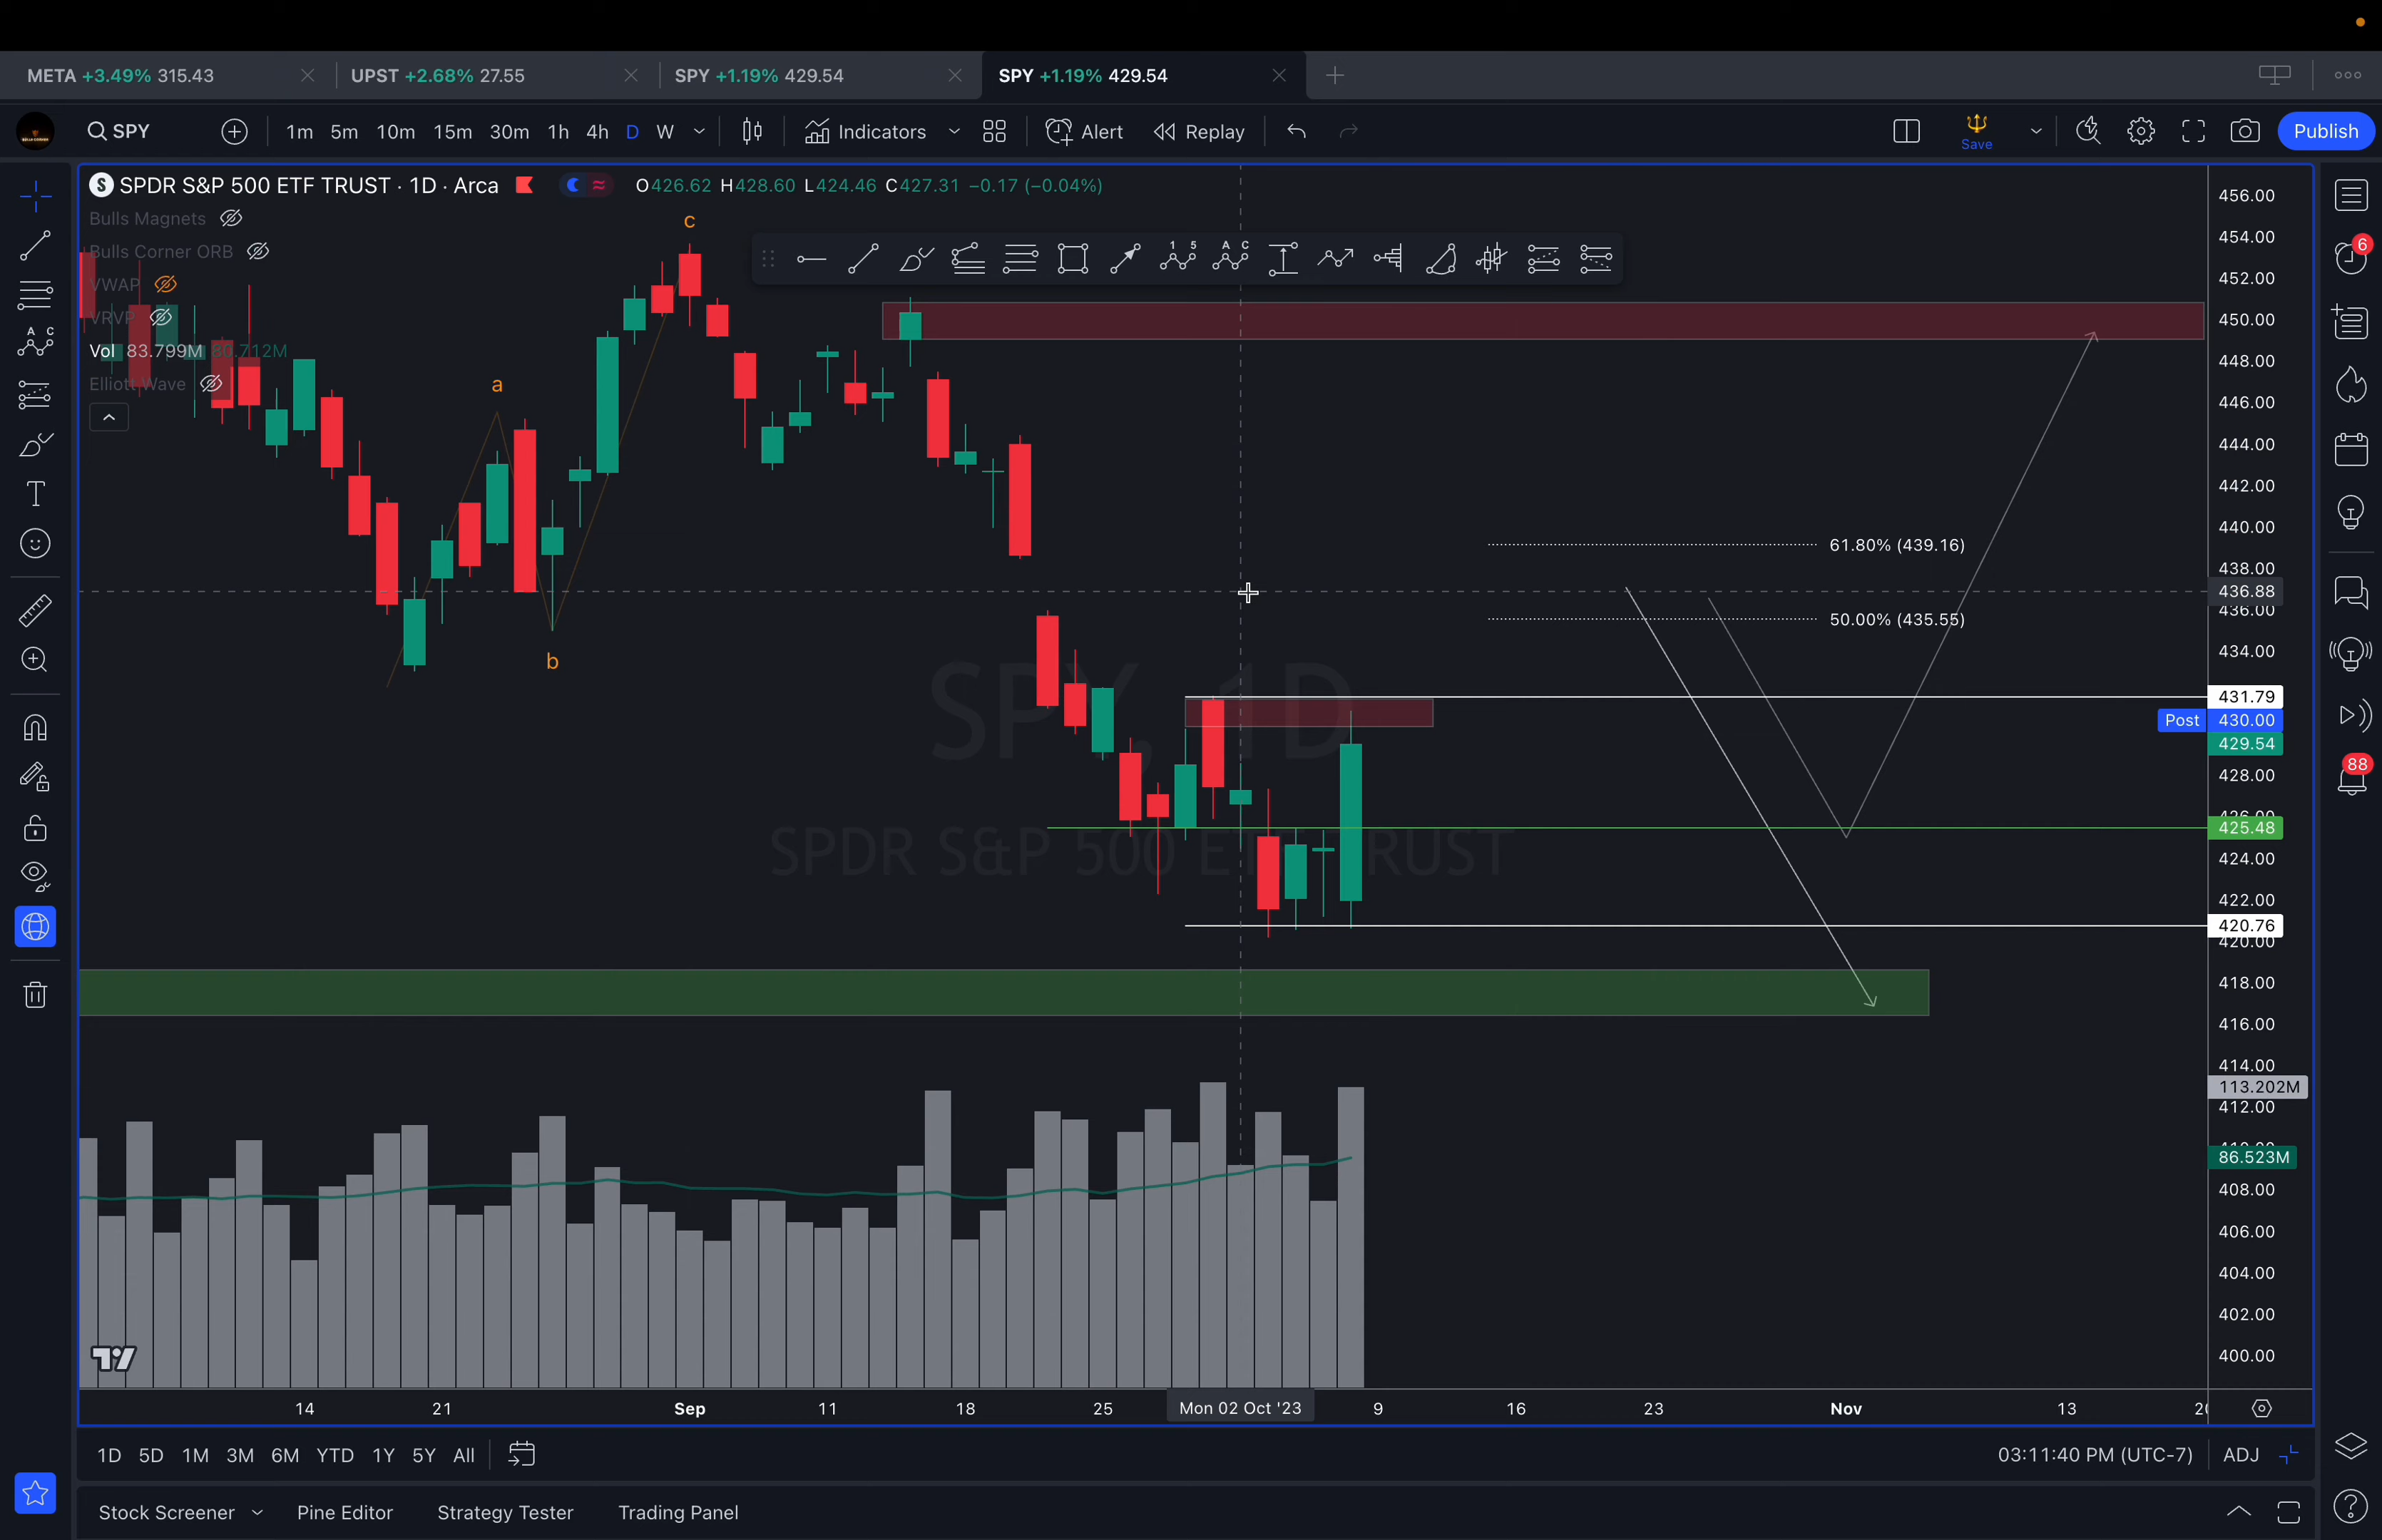 META +3.49% 315.43
UPST +2.68% 27.55
SPY +1.19% 429.54
SPY +1.19% 429.54
SPY
1m 5m 10m 15m 30m 1h 4h D W
Indicators
Alert
Replay
Save
Publish
S SPDR S&P 500 ETF TRUST · 1D · Arca
O426.62 H428.60 L424.46 C427.31 −0.17 (−0.04%)
Bulls Magnets
Bulls Corner ORB
VWAP
VRVP
Vol 83.799M
Elliott Wave
a
b
c
1 5
A C
A C
SPY, 1D
SPDR S&P 500 ETF TRUST
61.80% (439.16)
50.00% (435.55)
456.00
454.00
452.00
450.00
448.00
446.00
444.00
442.00
440.00
438.00
436.88
436.00
434.00
431.79
Post 430.00
429.54
428.00
425.48
424.00
422.00
420.76
420.00
418.00
416.00
414.00
113.202M
412.00
86.523M
408.00
406.00
404.00
402.00
400.00
6
88
14 21 Sep 11 18 25 Mon 02 Oct '23 9 16 23 Nov 13
1D 5D 1M 3M 6M YTD 1Y 5Y All
03:11:40 PM (UTC-7)
ADJ
Stock Screener
Pine Editor
Strategy Tester
Trading Panel